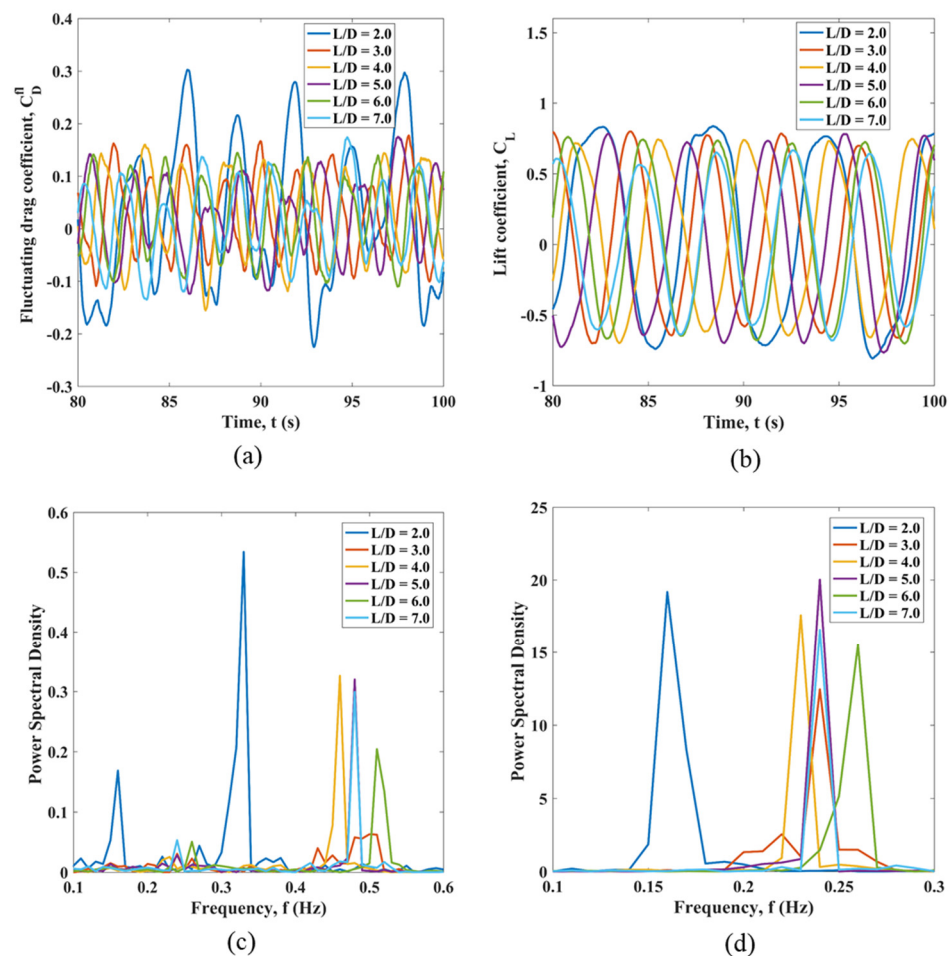 0.4
0.3
0.2
0.1
0
-0.1
-0.2
-0.3
Fluctuating drag coefficient, C_D^fl
L/D = 2.0
L/D = 3.0
L/D = 4.0
L/D = 5.0
L/D = 6.0
L/D = 7.0
80 85 90 95 100
Time, t (s)
(a)
1.5
1
0.5
0
-0.5
-1
Lift coefficient, C_L
L/D = 2.0
L/D = 3.0
L/D = 4.0
L/D = 5.0
L/D = 6.0
L/D = 7.0
80 85 90 95 100
Time, t (s)
(b)
0.6
0.5
0.4
0.3
0.2
0.1
0
Power Spectral Density
L/D = 2.0
L/D = 3.0
L/D = 4.0
L/D = 5.0
L/D = 6.0
L/D = 7.0
0.1 0.2 0.3 0.4 0.5 0.6
Frequency, f (Hz)
(c)
25
20
15
10
5
0
Power Spectral Density
L/D = 2.0
L/D = 3.0
L/D = 4.0
L/D = 5.0
L/D = 6.0
L/D = 7.0
0.1 0.15 0.2 0.25 0.3
Frequency, f (Hz)
(d)